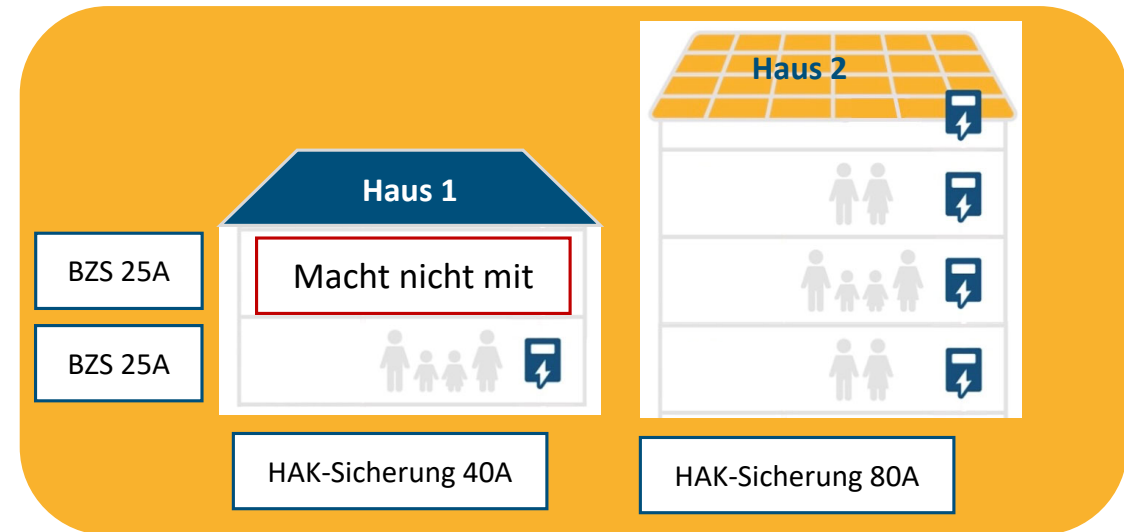 Haus 2
Haus 1
BZS 25A
Macht nicht mit
BZS 25A
HAK-Sicherung 40A
HAK-Sicherung 80A